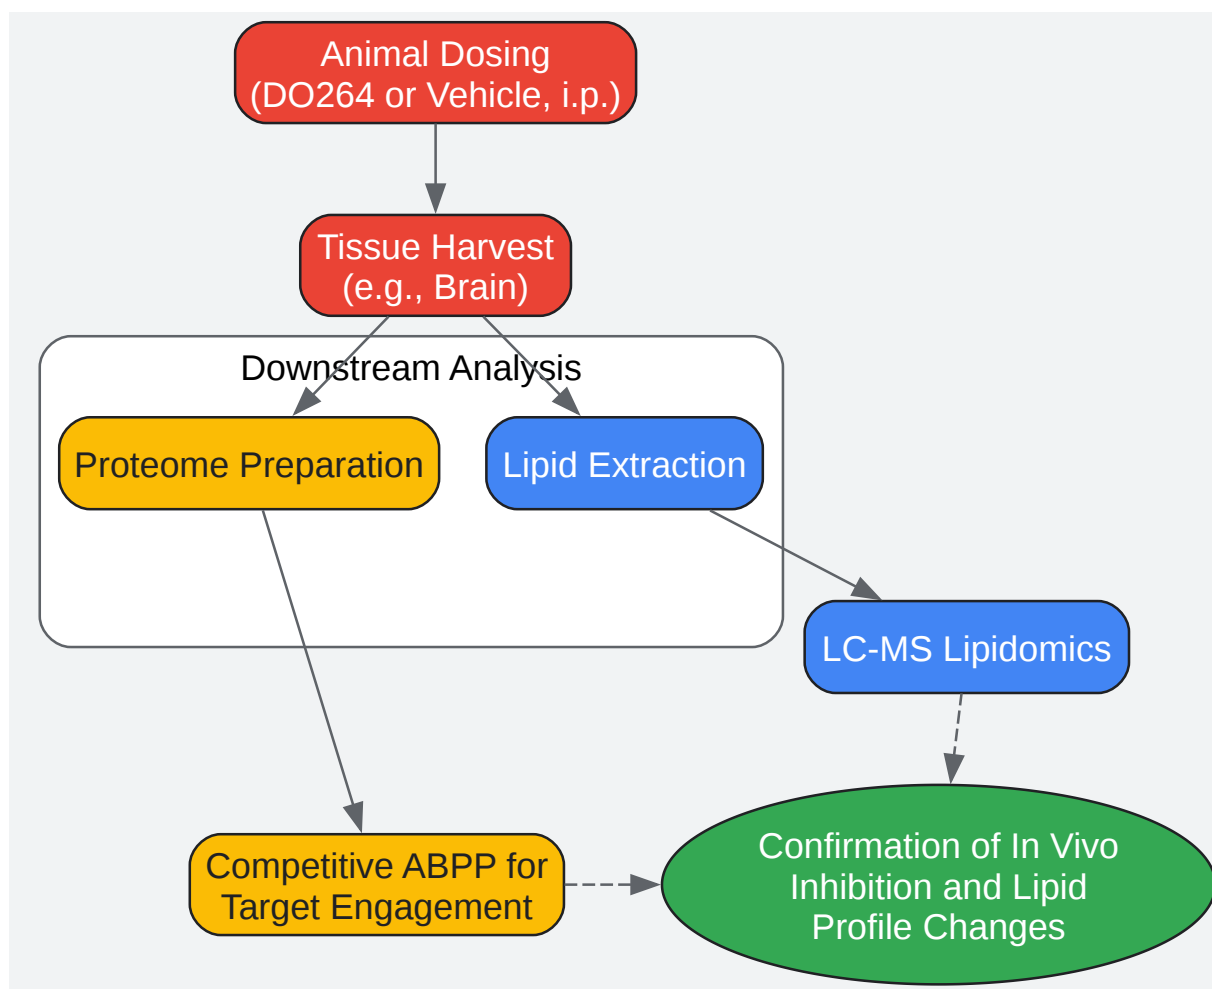 Animal Dosing
(DO264 or Vehicle, i.p.)
Tissue Harvest
(e.g., Brain)
Downstream Analysis
Proteome Preparation
Lipid Extraction
LC-MS Lipidomics
Competitive ABPP for
Target Engagement
Confirmation of In Vivo
Inhibition and Lipid
Profile Changes